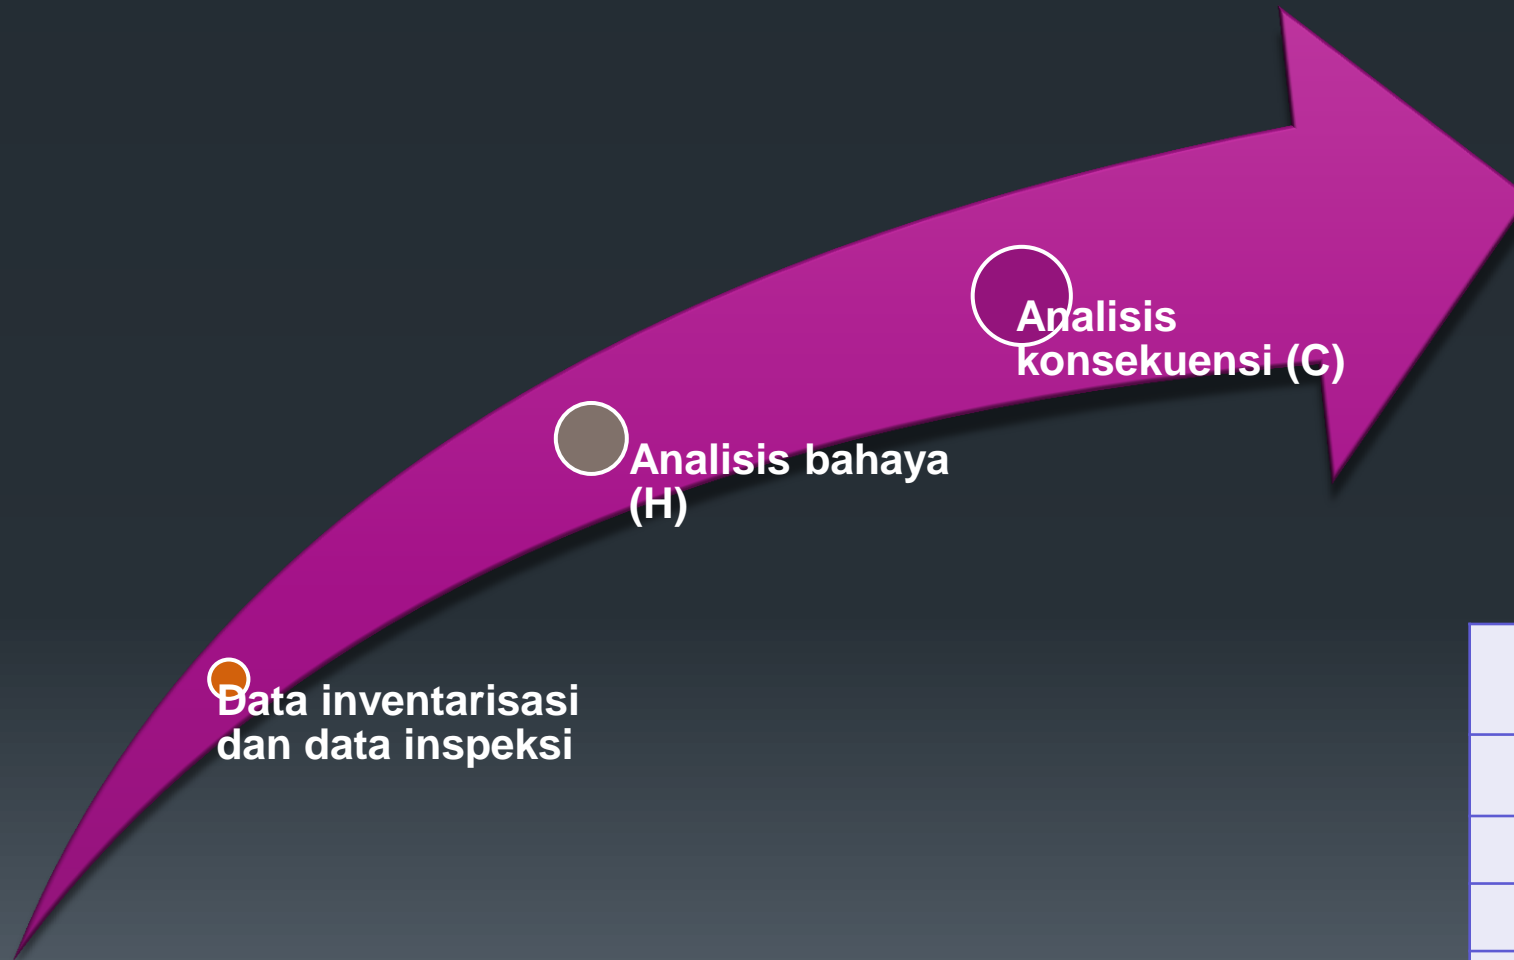 Analisis
konsekuensi (C)
Analisis bahaya
(H)
Data inventarisasi
dan data inspeksi